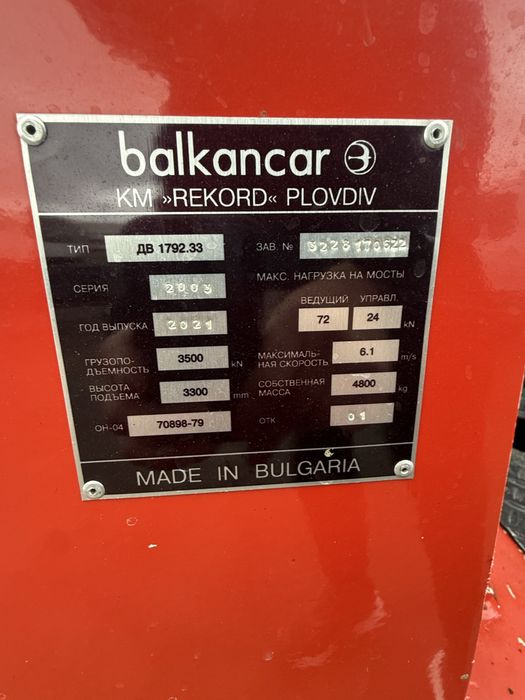 balkancar
KM »REKORD« PLOVDIV
ТИП ДВ 1792.33
СЕРИЯ 2003
ГОД ВЫПУСКА 2021
ГРУЗОПО-
ДЪЕМНОСТЬ 3500 kN
ВЫСОТА
ПОДЪЕМА 3300 mm
ОН-04 70898-79
ЗАВ. № 3223170622
МАКС. НАГРУЗКА НА МОСТЫ
ВЕДУЩИЙ УПРАВЛ.
72 24 kN
МАКСИМАЛЬ-
НАЯ СКОРОСТЬ 6.1 m/s
СОБСТВЕННАЯ
МАССА 4800 kg
ОТК 01
MADE IN BULGARIA